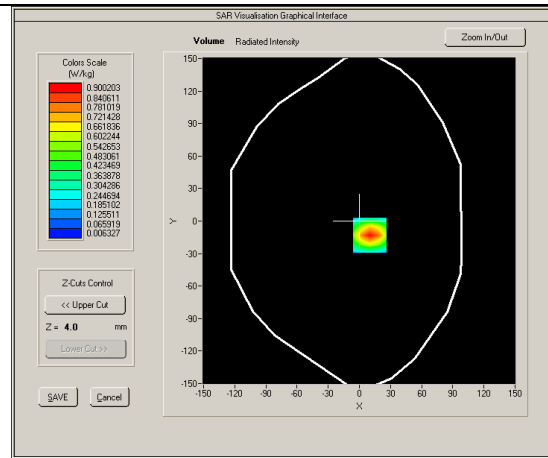 SAR Visualisation Graphical Interface
Volume Radiated Intensity
Zoom In/Out
Colors Scale
(W/kg)
0.900203
0.840611
0.781019
0.721428
0.661836
0.602244
0.542653
0.483061
0.423469
0.363878
0.304286
0.244694
0.185102
0.125511
0.065919
0.006327
Z-Cuts Control
<< Upper Cut
Z = 4.0 mm
Lower Cut >>
SAVE Cancel
150
120
90
60
30
0
-30
-60
-90
-120
-150
Y
-150 -120 -90 -60 -30 0 30 60 90 120 150
X